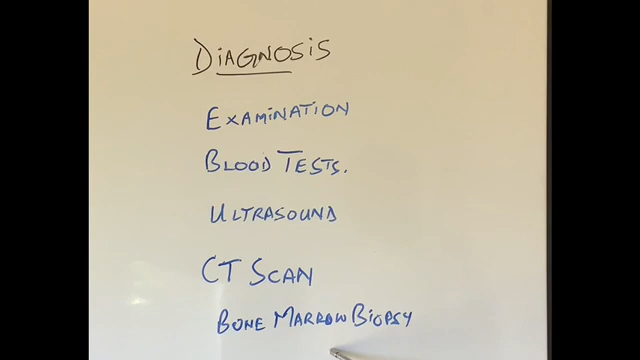 Diagnosis
Examination
Blood Tests.
Ultrasound
CT Scan
Bone Marrow Biopsy